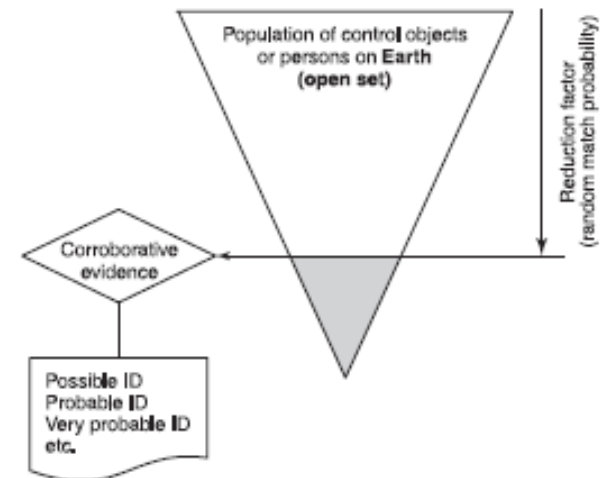 Population of control objects
or persons on Earth
(open set)
Reduction factor
(random match probability)
Corroborative
evidence
Possible ID
Probable ID
Very probable ID
etc.